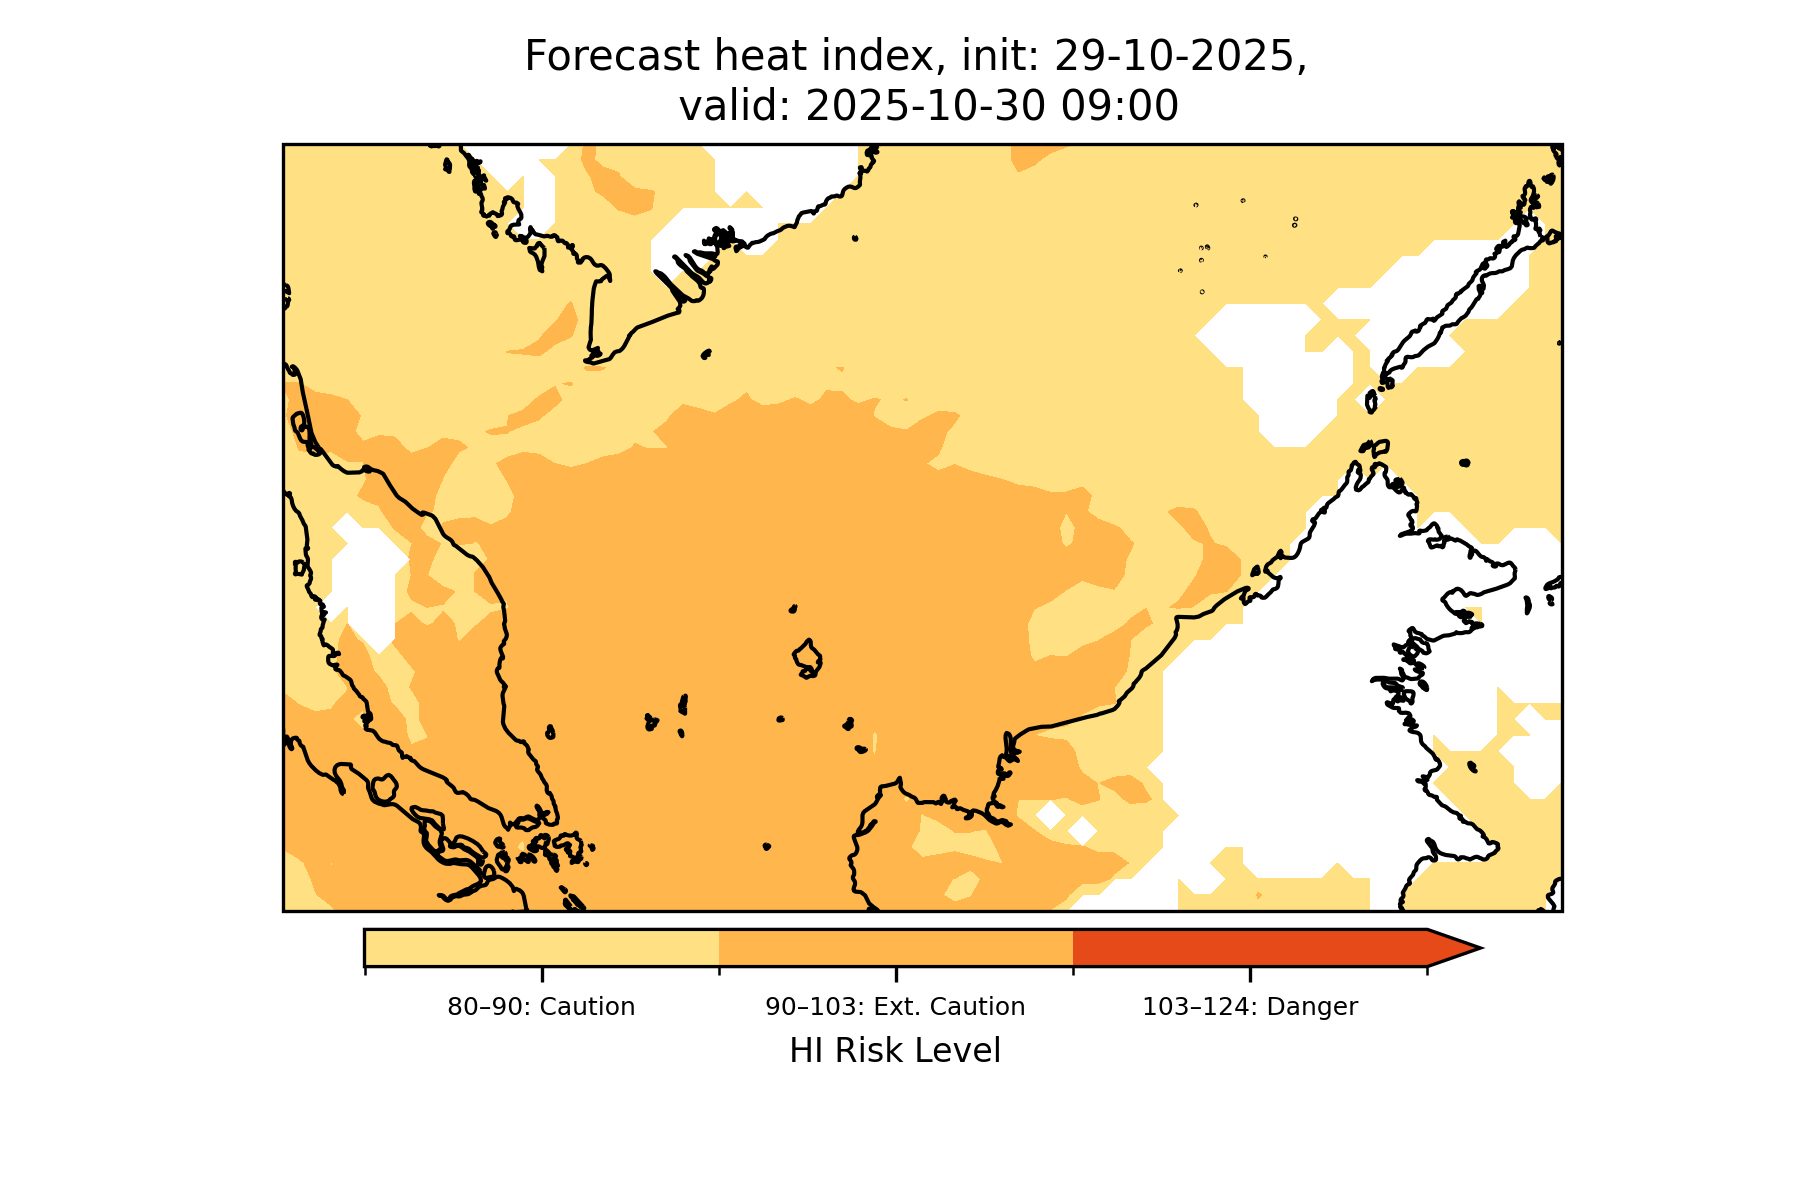 Forecast heat index, init: 29-10-2025,
valid: 2025-10-30 09:00
80–90: Caution
90–103: Ext. Caution
103–124: Danger
HI Risk Level